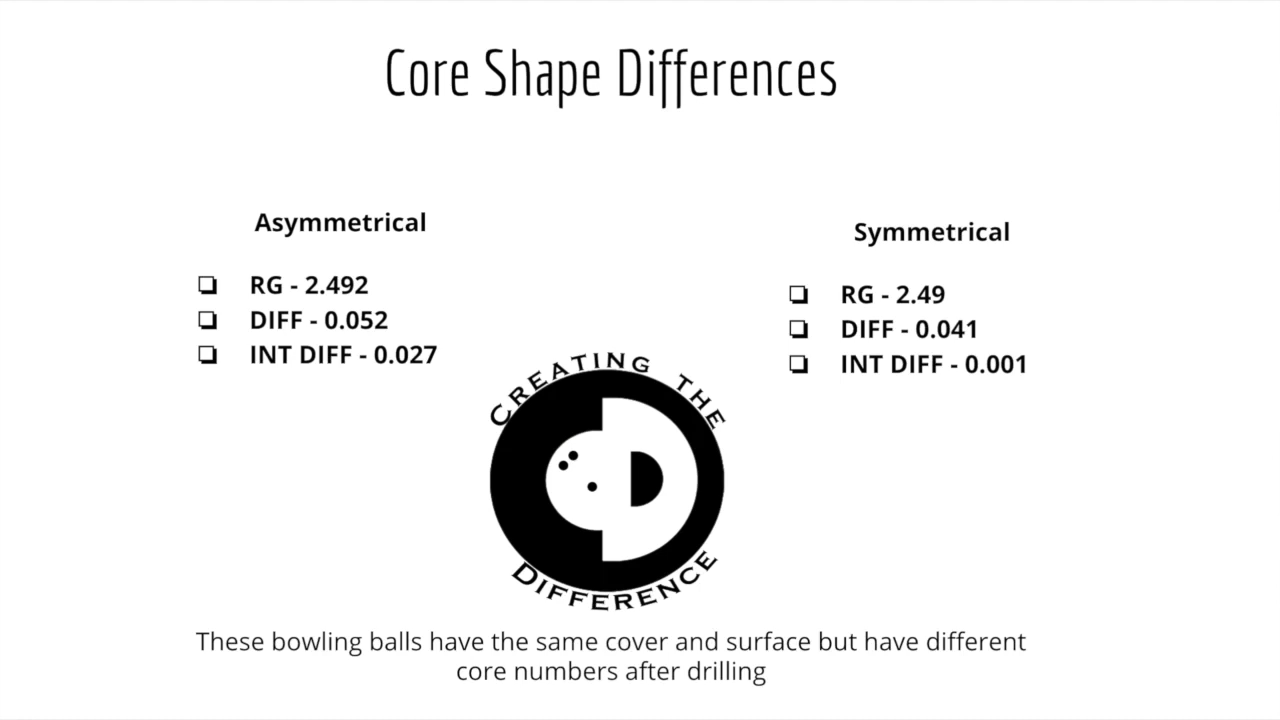 Core Shape Differences
Asymmetrical
❏ RG - 2.492
❏ DIFF - 0.052
❏ INT DIFF - 0.027
Symmetrical
❏ RG - 2.49
❏ DIFF - 0.041
❏ INT DIFF - 0.001
CREATING THE
DIFFERENCE
These bowling balls have the same cover and surface but have different
core numbers after drilling